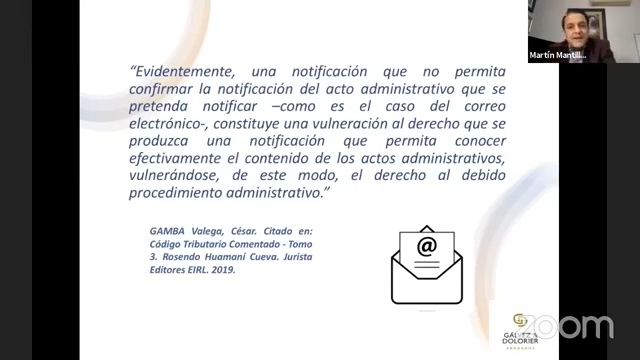 “Evidentemente, una notificación que no permita
confirmar la notificación del acto administrativo que se
pretenda notificar –como es el caso del correo
electrónico-, constituye una vulneración al derecho que se
produzca una notificación que permita conocer
efectivamente el contenido de los actos administrativos,
vulnerándose, de este modo, el derecho al debido
procedimiento administrativo.”
GAMBA Valega, César. Citado en:
Código Tributario Comentado - Tomo
3. Rosendo Huamaní Cueva. Jurista
Editores EIRL. 2019.
@
Martín Mantill...
DOLORIER
zoom